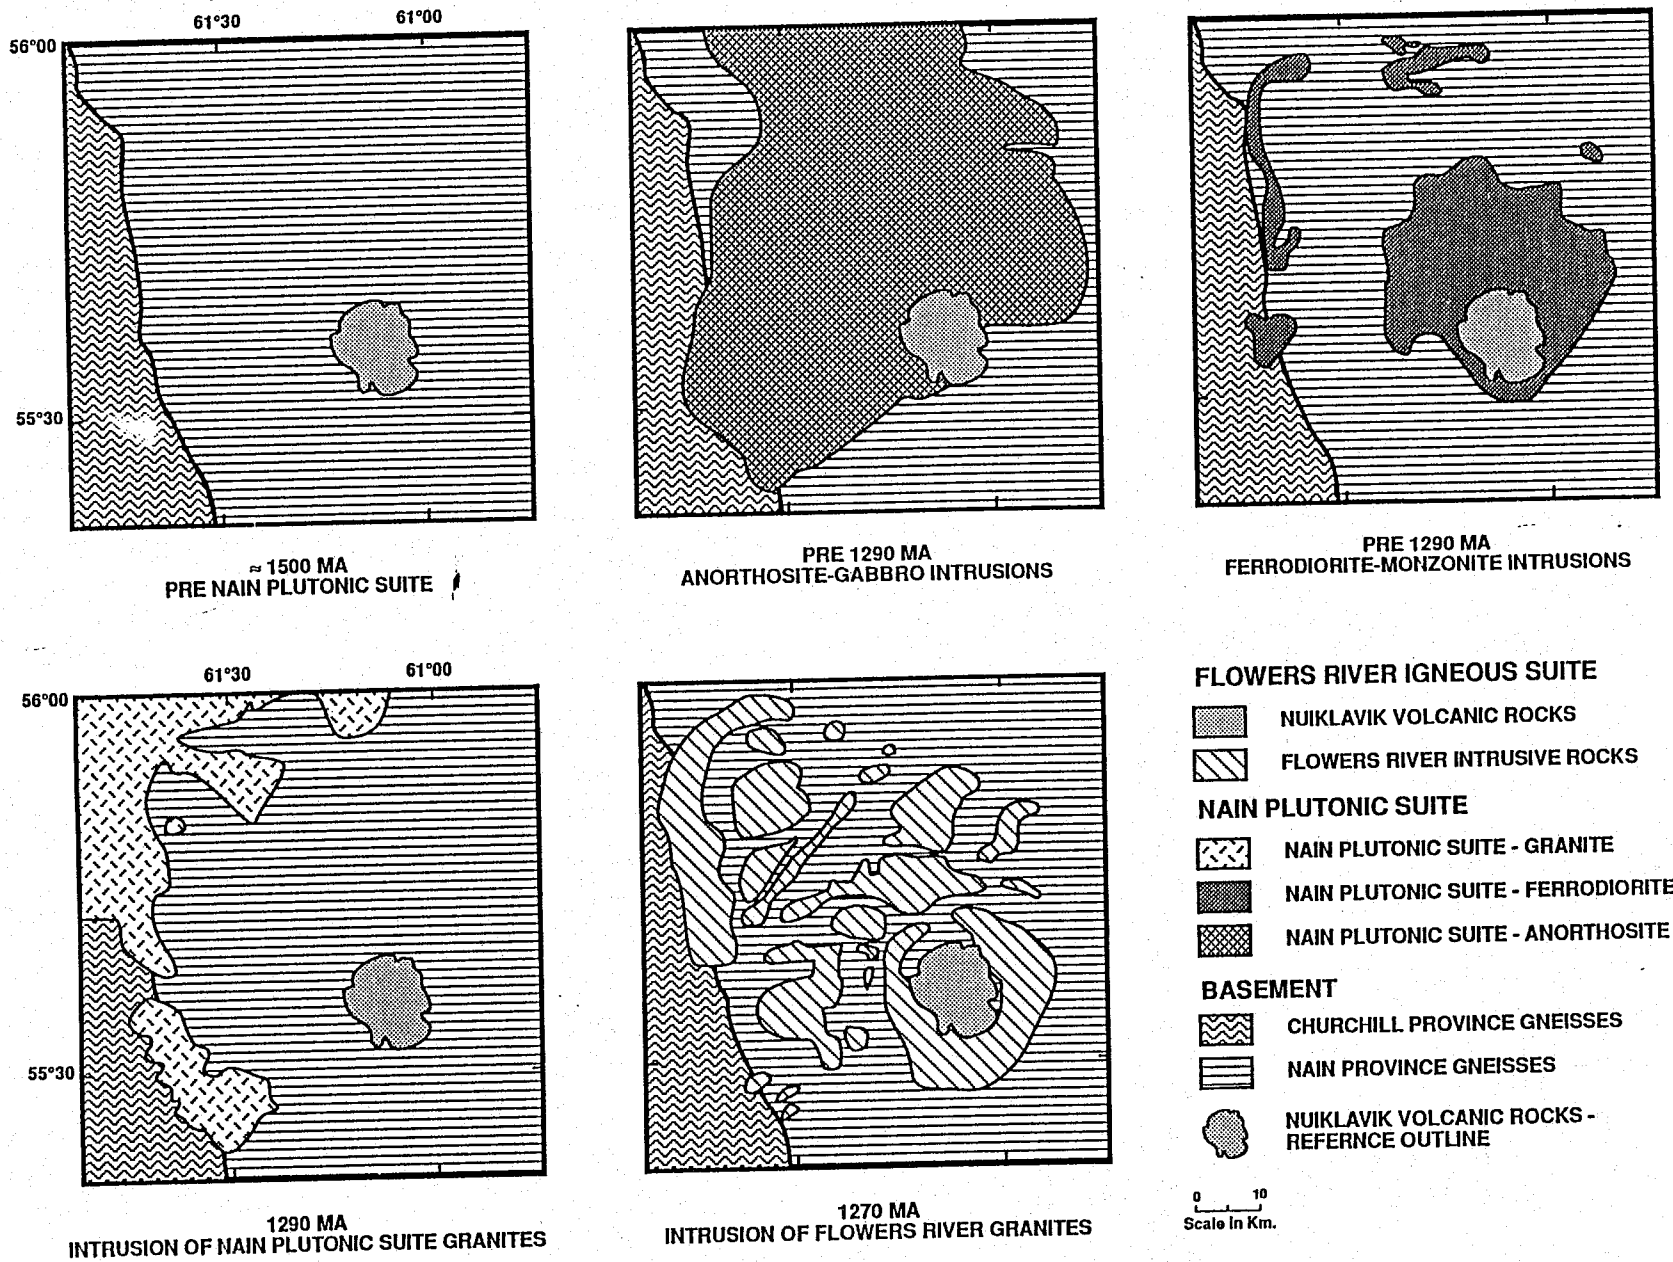 61°30 61°00
56°00
55°30
≈ 1500 MA
PRE NAIN PLUTONIC SUITE
PRE 1290 MA
ANORTHOSITE-GABBRO INTRUSIONS
PRE 1290 MA
FERRODIORITE-MONZONITE INTRUSIONS
61°30 61°00
56°00
55°30
1290 MA
INTRUSION OF NAIN PLUTONIC SUITE GRANITES
1270 MA
INTRUSION OF FLOWERS RIVER GRANITES
FLOWERS RIVER IGNEOUS SUITE
NUIKLAVIK VOLCANIC ROCKS
FLOWERS RIVER INTRUSIVE ROCKS
NAIN PLUTONIC SUITE
NAIN PLUTONIC SUITE - GRANITE
NAIN PLUTONIC SUITE - FERRODIORITE
NAIN PLUTONIC SUITE - ANORTHOSITE
BASEMENT
CHURCHILL PROVINCE GNEISSES
NAIN PROVINCE GNEISSES
NUIKLAVIK VOLCANIC ROCKS -
REFERNCE OUTLINE
0 10
Scale In Km.